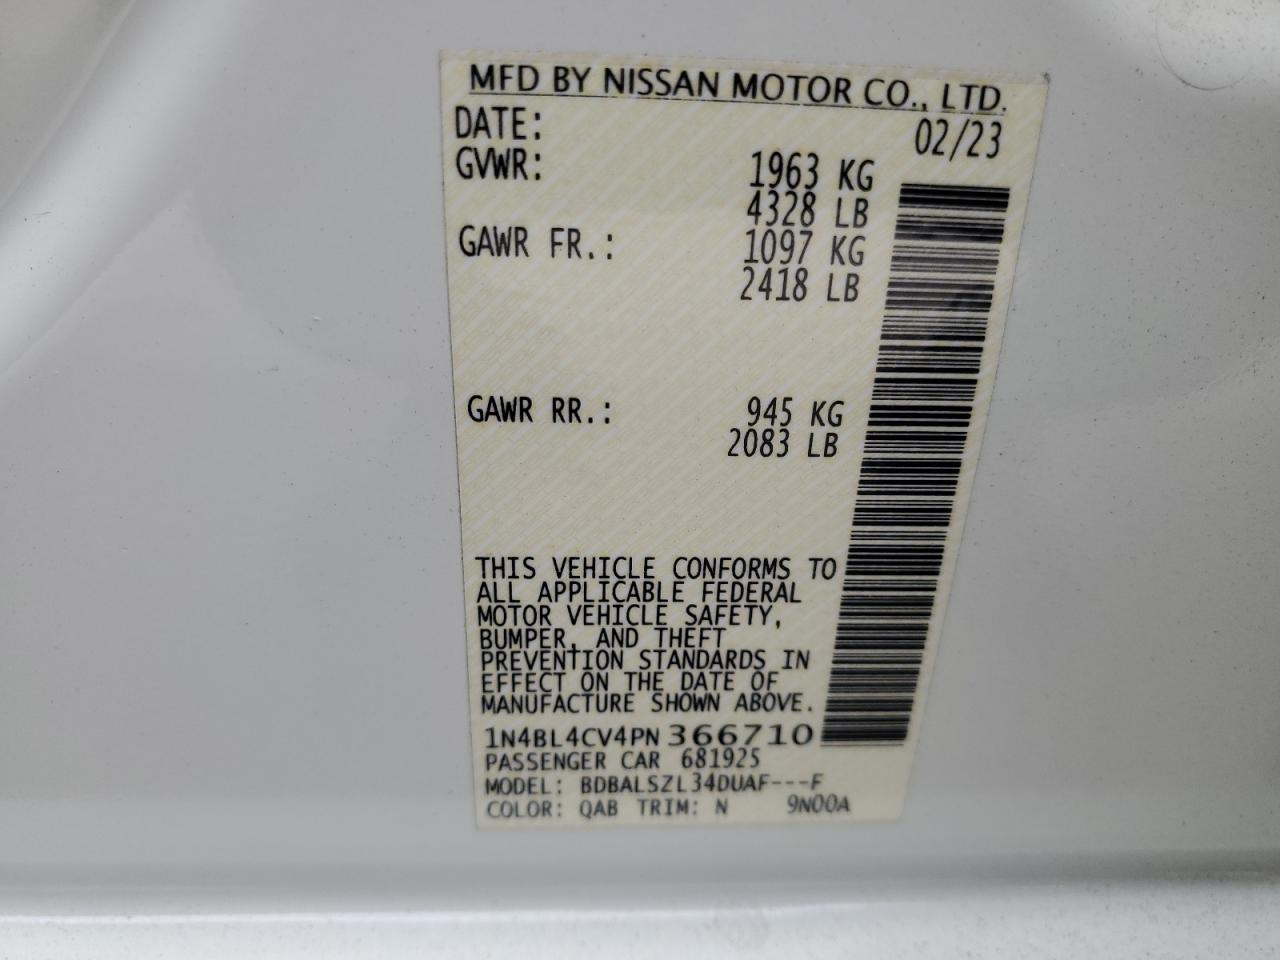 MFD BY NISSAN MOTOR CO., LTD.
DATE: 02/23
GVWR: 1963 KG
4328 LB
GAWR FR.: 1097 KG
2418 LB
GAWR RR.: 945 KG
2083 LB
THIS VEHICLE CONFORMS TO
ALL APPLICABLE FEDERAL
MOTOR VEHICLE SAFETY,
BUMPER, AND THEFT
PREVENTION STANDARDS IN
EFFECT ON THE DATE OF
MANUFACTURE SHOWN ABOVE.
1N4BL4CV4PN366710
PASSENGER CAR 681925
MODEL: BDBALSZL34DUAF---F
COLOR: QAB TRIM: N 9N00A